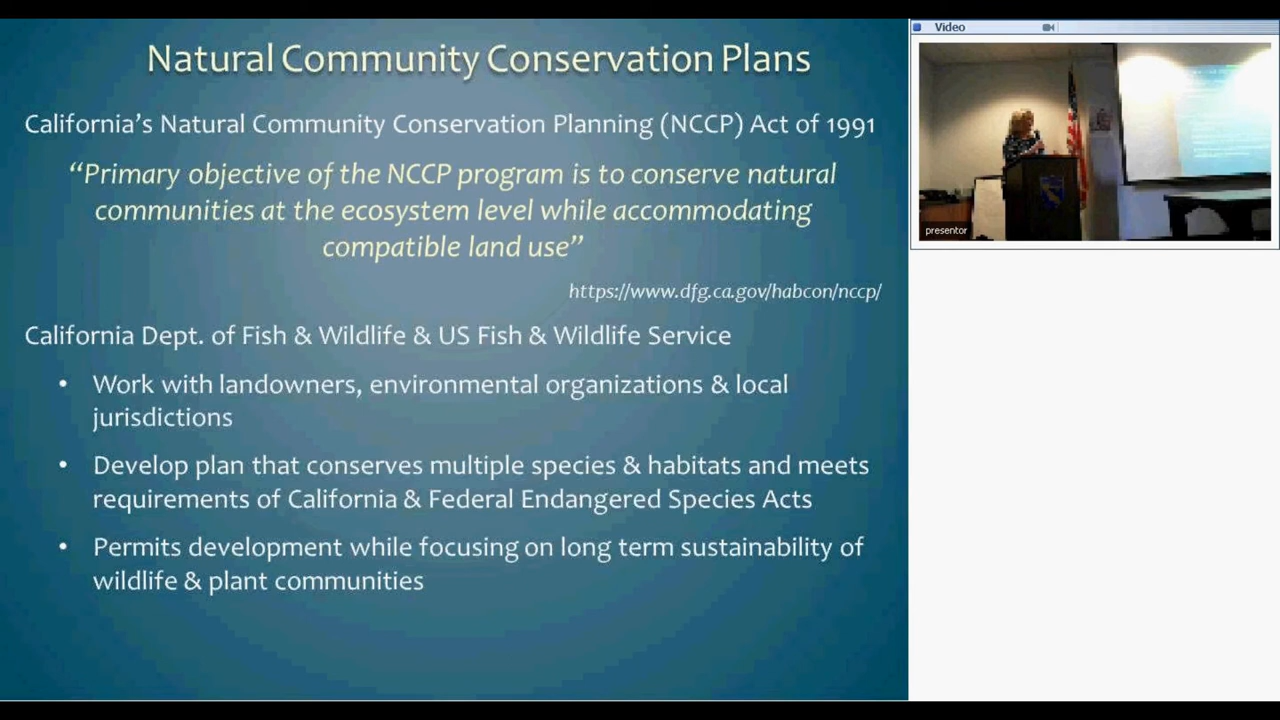 Natural Community Conservation Plans
California's Natural Community Conservation Planning (NCCP) Act of 1991
“Primary objective of the NCCP program is to conserve natural
communities at the ecosystem level while accommodating
compatible land use”
https://www.dfg.ca.gov/habcon/nccp/
California Dept. of Fish & Wildlife & US Fish & Wildlife Service
• Work with landowners, environmental organizations & local
jurisdictions
• Develop plan that conserves multiple species & habitats and meets
requirements of California & Federal Endangered Species Acts
• Permits development while focusing on long term sustainability of
wildlife & plant communities
Video
presentor